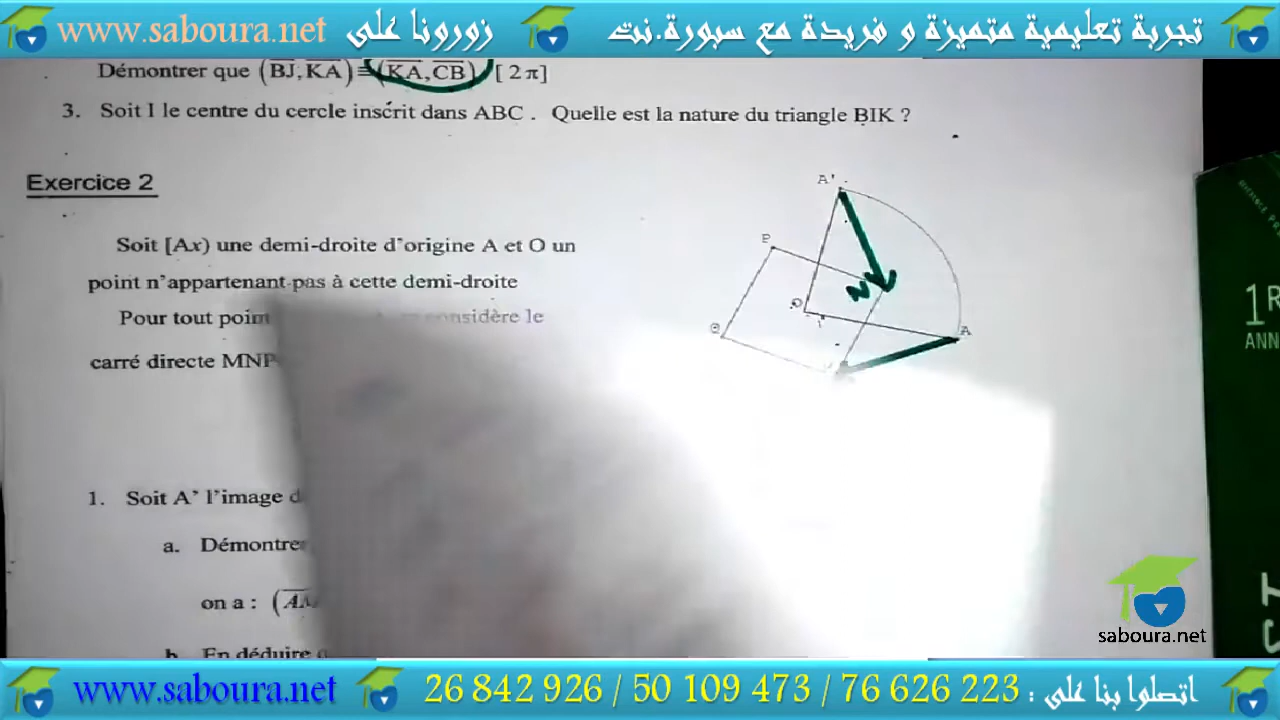 www.saboura.net زورونا على تجربة تعليمية متميزة و فريدة مع سبورة.نت
Démontrer que (BJ, KA) ≡ (KA, CB) [ 2π]
3. Soit I le centre du cercle inscrit dans ABC . Quelle est la nature du triangle BIK ?
Exercice 2
Soit [Ax) une demi-droite d'origine A et O un
point n'appartenant pas à cette demi-droite
Pour tout point considère le
carré directe MNP
A'
P
N
O
A
1. Soit A' l'image
a. Démontrer
on a :
b. En déduire
1
ANN
saboura.net
www.saboura.net 26 842 926 / 50 109 473 / 76 626 223 : اتصلوا بنا على